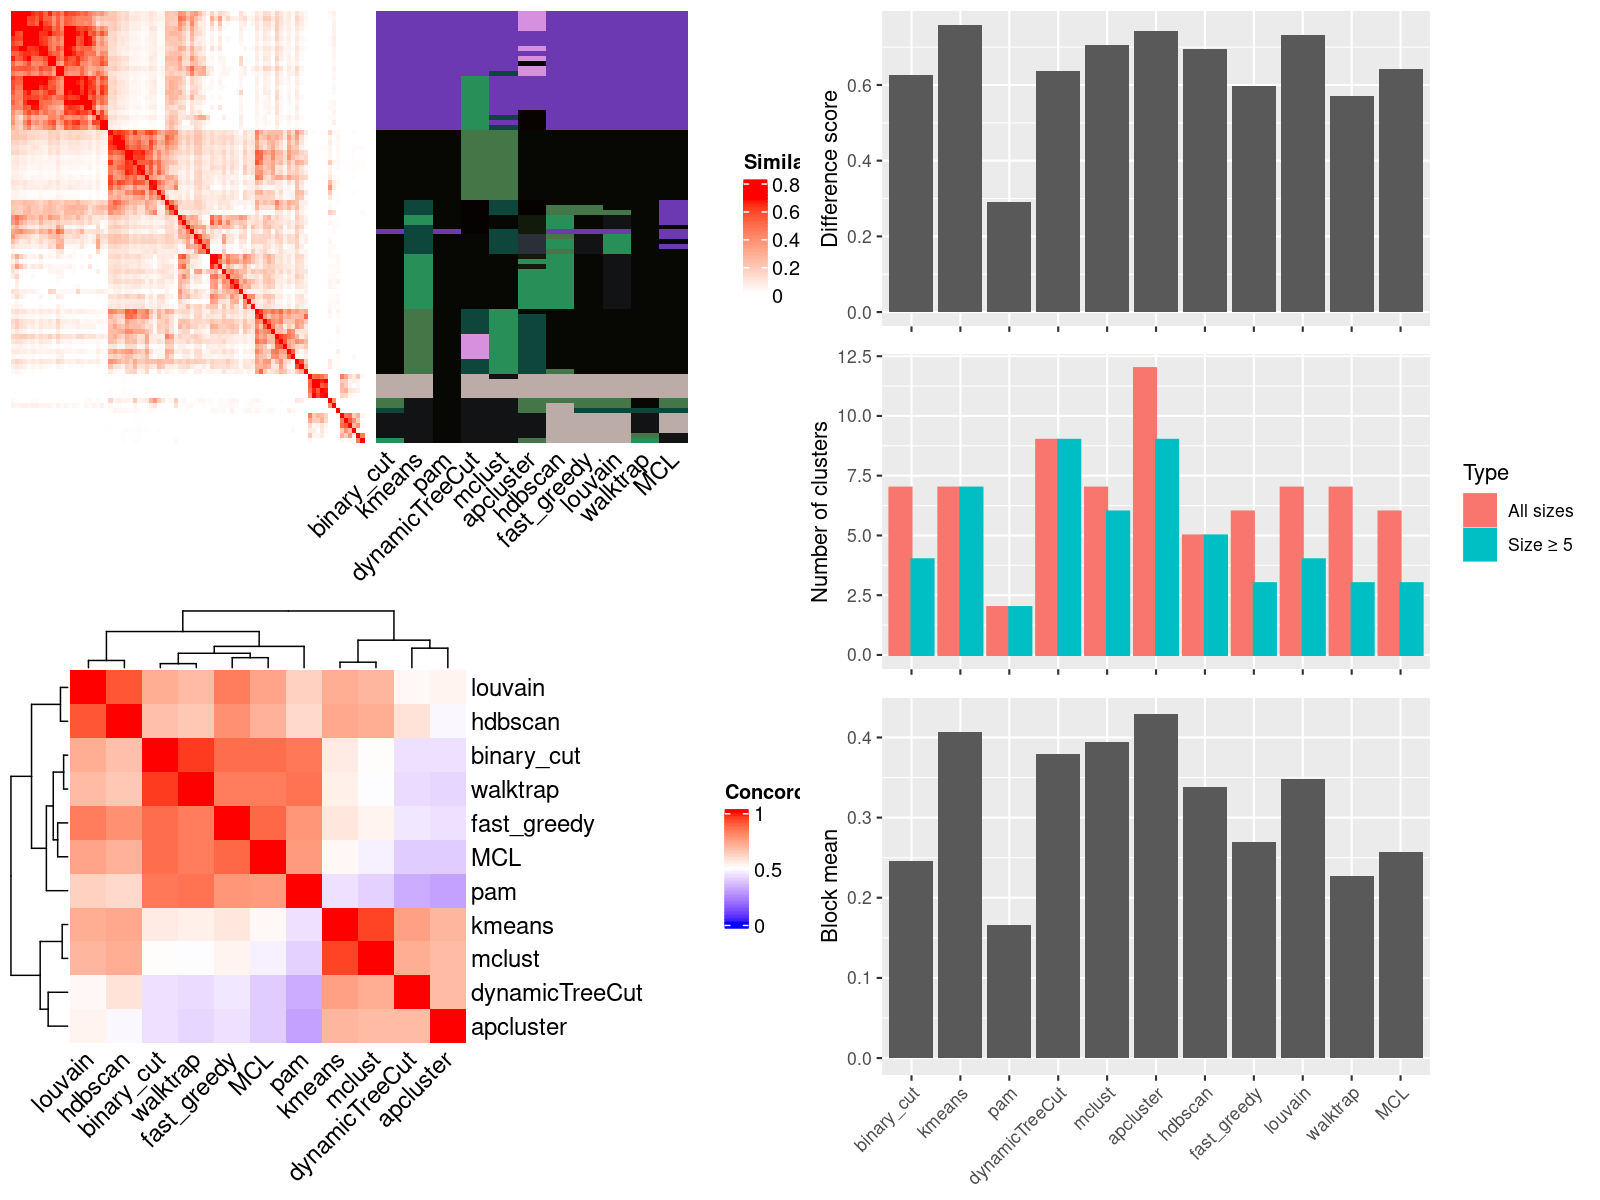 Simila
0.8
0.6
0.4
0.2
0
binary_cut
kmeans
pam
dynamicTreeCut
mclust
apcluster
hdbscan
fast_greedy
louvain
walktrap
MCL
louvain
hdbscan
binary_cut
walktrap
fast_greedy
MCL
pam
kmeans
mclust
dynamicTreeCut
apcluster
louvain
hdbscan
binary_cut
walktrap
fast_greedy
MCL
pam
kmeans
mclust
dynamicTreeCut
apcluster
Concord
1
0.5
0
Difference score
0.6
0.4
0.2
0.0
Number of clusters
12.5
10.0
7.5
5.0
2.5
0.0
Type
All sizes
Size ≥ 5
Block mean
0.4
0.3
0.2
0.1
0.0
binary_cut
kmeans
pam
dynamicTreeCut
mclust
apcluster
hdbscan
fast_greedy
louvain
walktrap
MCL